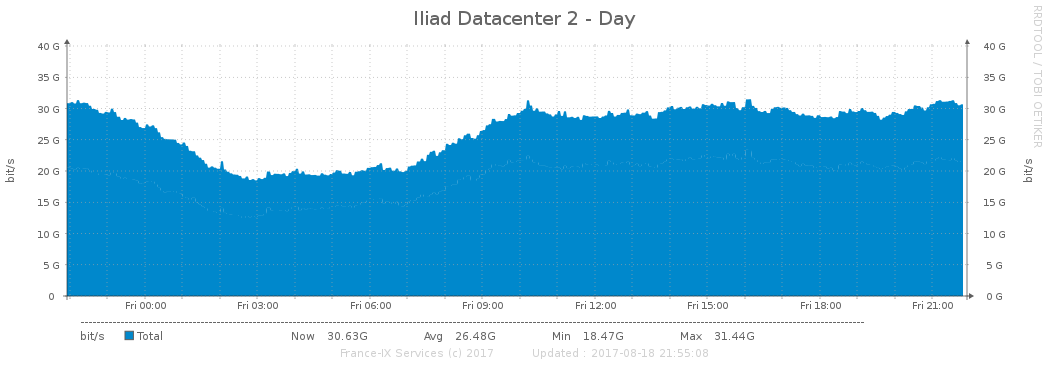 Iliad Datacenter 2 - Day
RRDTOOL / TOBI OETIKER
40 G 40 G
35 G 35 G
30 G 30 G
25 G 25 G
20 G 20 G
15 G 15 G
10 G 10 G
5 G 5 G
0 0 G
bit/s bit/s
Fri 00:00 Fri 03:00 Fri 06:00 Fri 09:00 Fri 12:00 Fri 15:00 Fri 18:00 Fri 21:00
bit/s Total Now 30.63G Avg 26.48G Min 18.47G Max 31.44G
France-IX Services (c) 2017 Updated : 2017-08-18 21:55:08